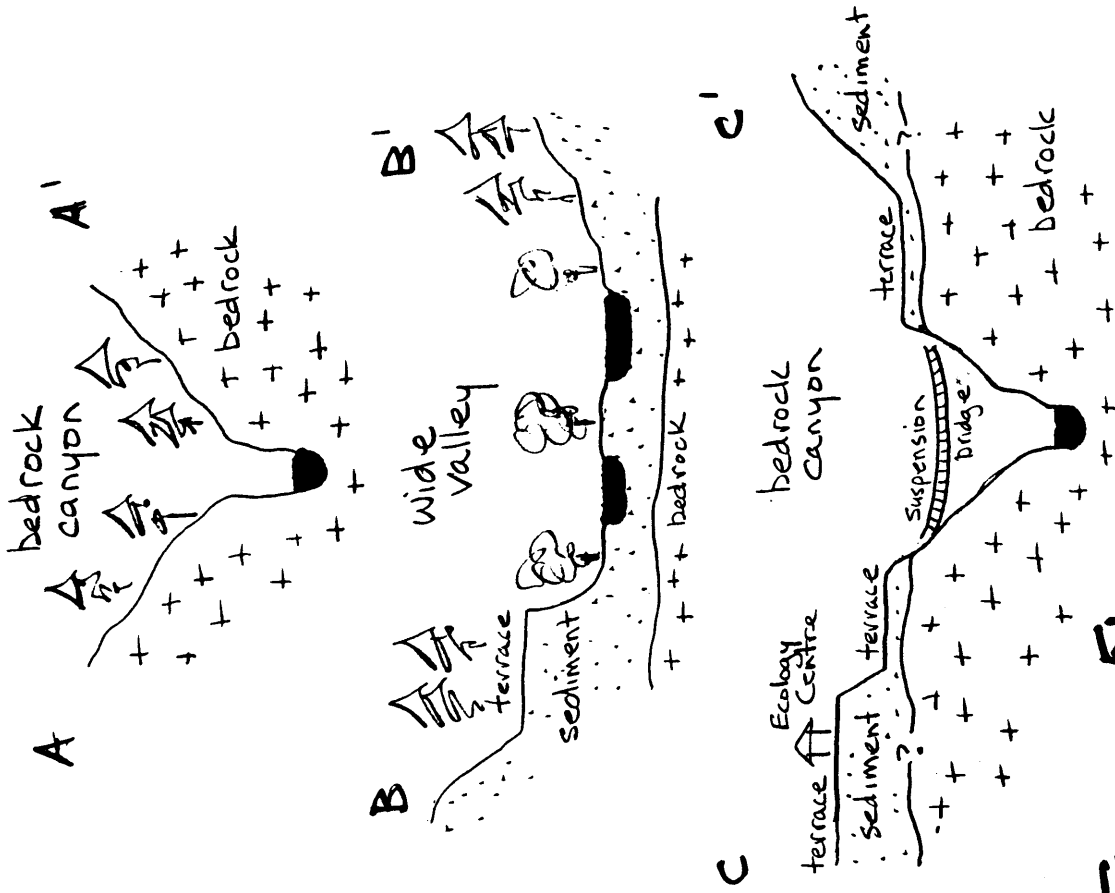 A
A'
bedrock
canyon
bedrock
B
B'
wide
valley
terrace
sediment
bedrock
C
C'
bedrock
canyon
Ecology
Centre
terrace
terrace
suspension
bridge
terrace
sediment
sediment
?
?
bedrock